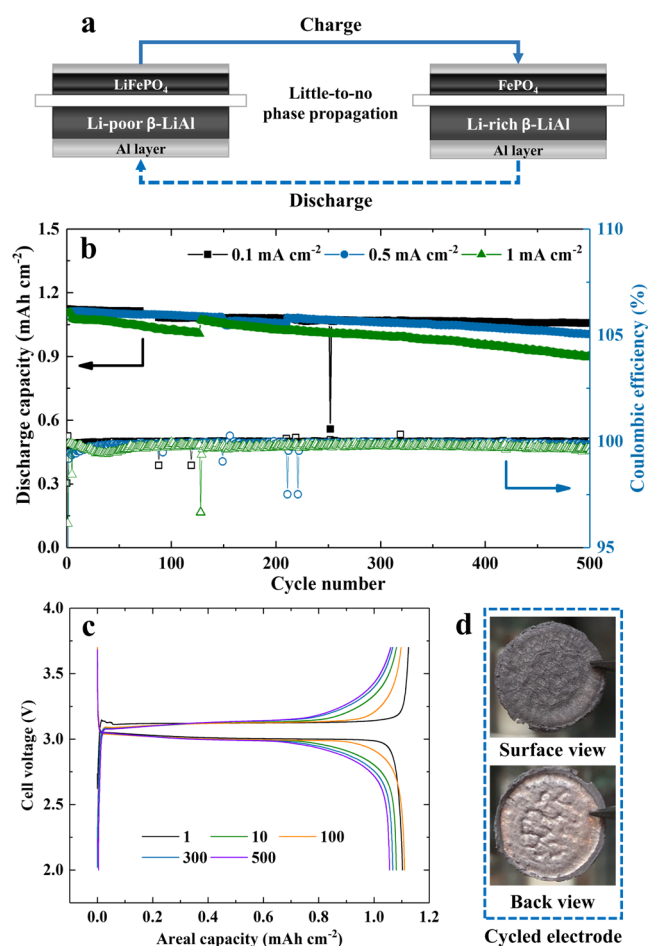 a
Charge
LiFePO₄
Li-poor β-LiAl
Al layer
Little-to-no
phase propagation
FePO₄
Li-rich β-LiAl
Al layer
Discharge
b
0.1 mA cm⁻² 0.5 mA cm⁻² 1 mA cm⁻²
Discharge capacity (mAh cm⁻²)
1.5
1.2
0.9
0.6
0.3
0.0
110
105
100
95
Coulombic efficiency (%)
0 100 200 300 400 500
Cycle number
c
Cell voltage (V)
4.0
3.5
3.0
2.5
2.0
1 10 100
300 500
0.0 0.2 0.4 0.6 0.8 1.0 1.2
Areal capacity (mAh cm⁻²)
d
Surface view
Back view
Cycled electrode